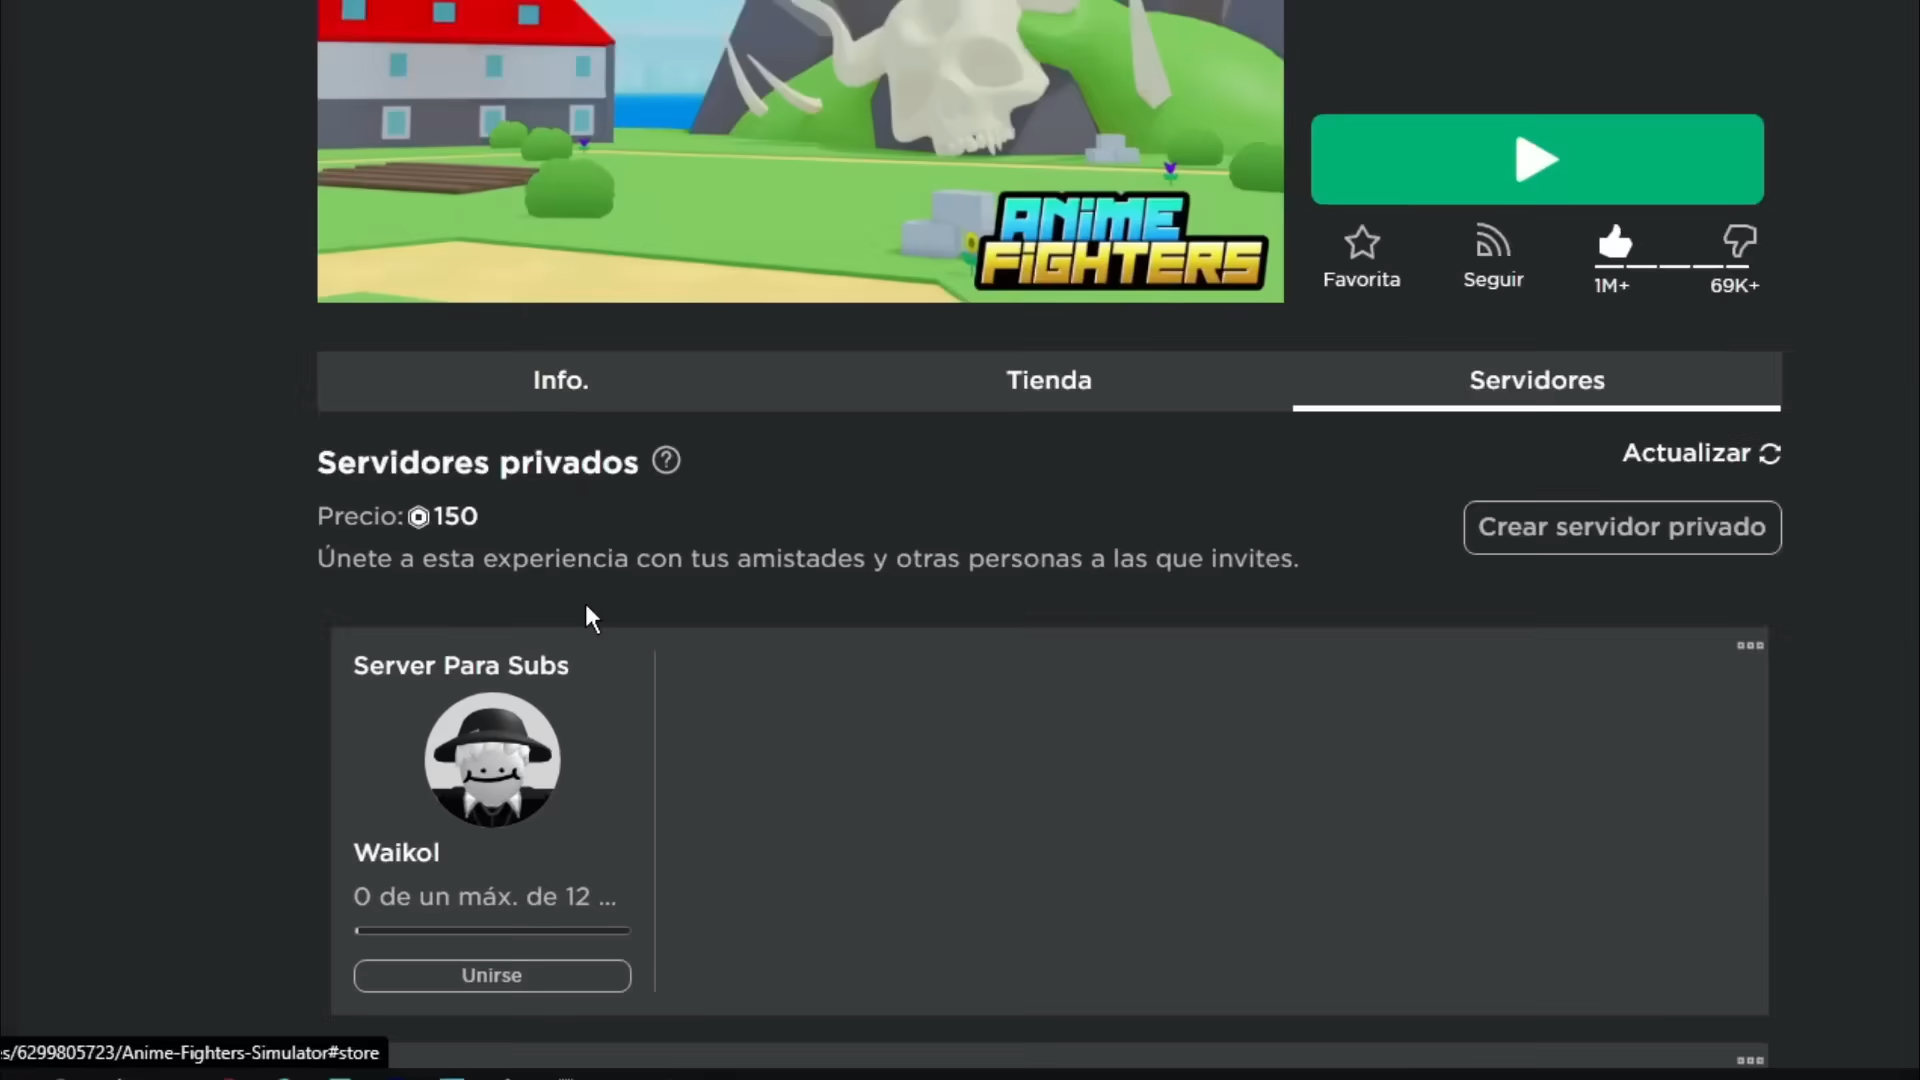 ANiME
FiGHTERS
Favorita
Seguir
1M+
69K+
Info.
Tienda
Servidores
Servidores privados
Actualizar
Precio: 150
Crear servidor privado
Únete a esta experiencia con tus amistades y otras personas a las que invites.
Server Para Subs
Waikol
0 de un máx. de 12 ...
Unirse
s/6299805723/Anime-Fighters-Simulator#store